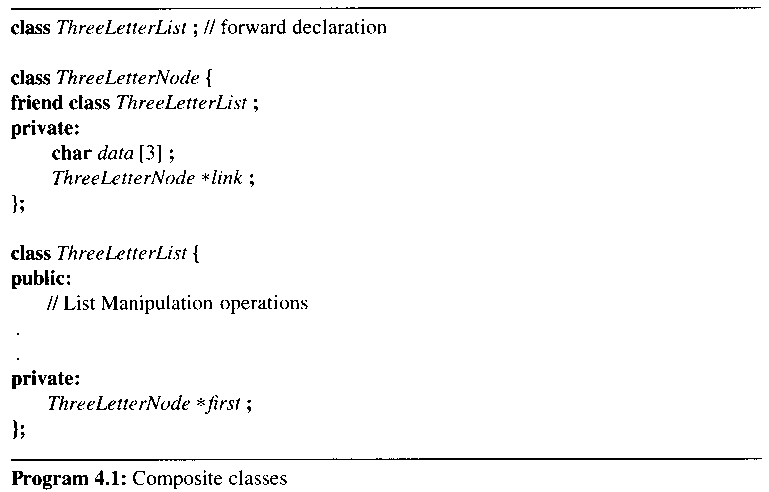 class ThreeLetterList ; // forward declaration
class ThreeLetterNode {
friend class ThreeLetterList ;
private:
char data [3] ;
ThreeLetterNode *link ;
};
class ThreeLetterList {
public:
// List Manipulation operations
.
.
private:
ThreeLetterNode *first ;
};
Program 4.1: Composite classes